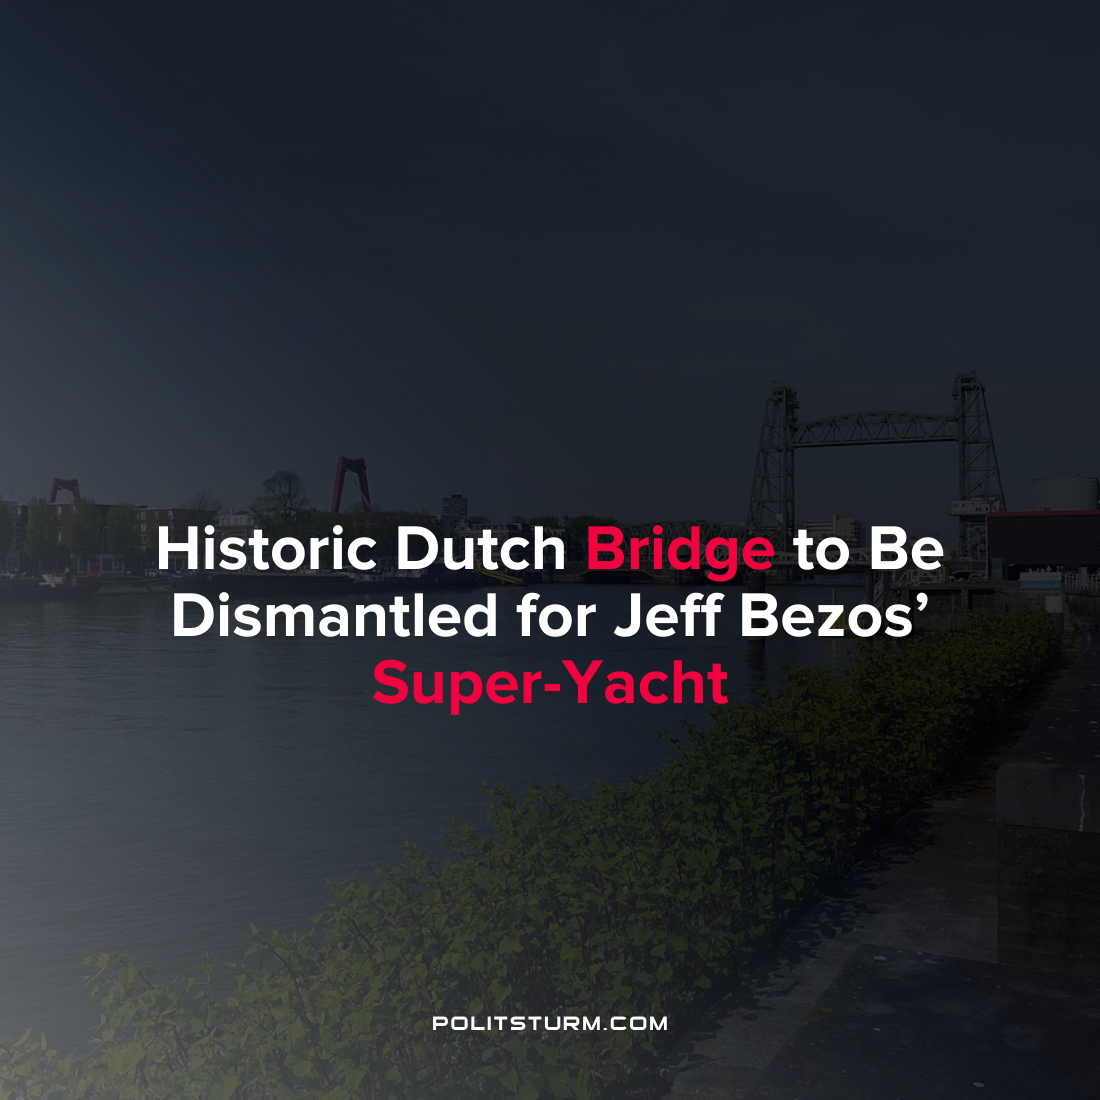 Historic Dutch Bridge to Be
Dismantled for Jeff Bezos’
Super-Yacht
POLITSTURM.COM